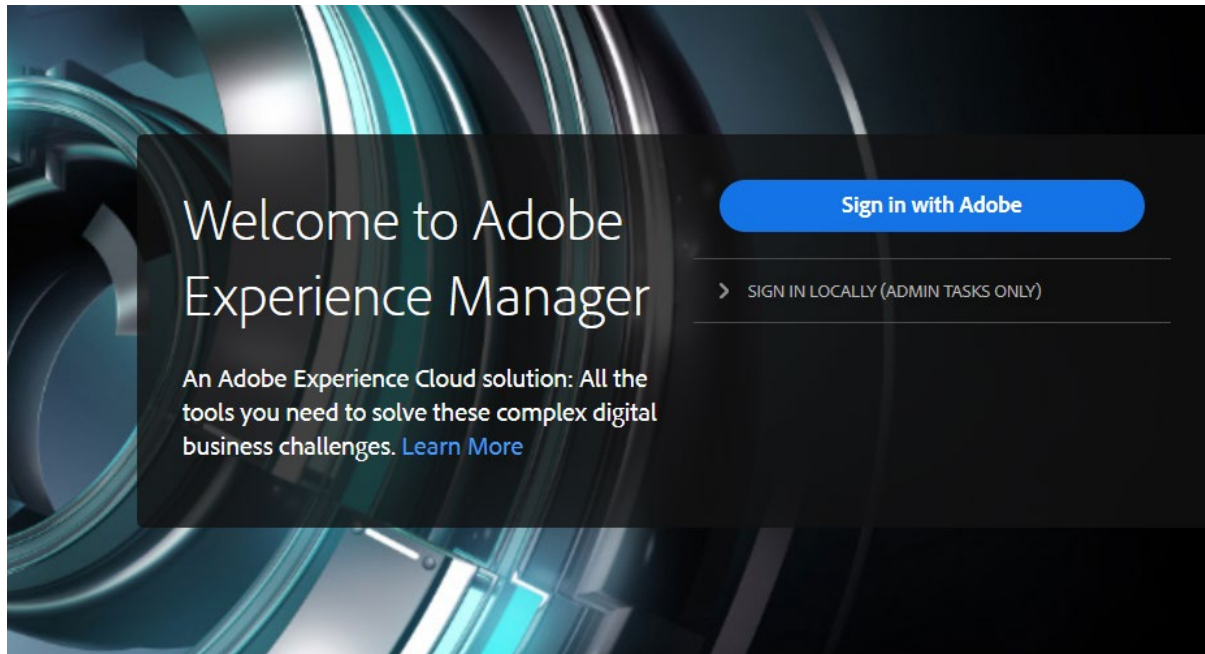 Welcome to Adobe
Experience Manager
An Adobe Experience Cloud solution: All the
tools you need to solve these complex digital
business challenges. Learn More
Sign in with Adobe
SIGN IN LOCALLY (ADMIN TASKS ONLY)